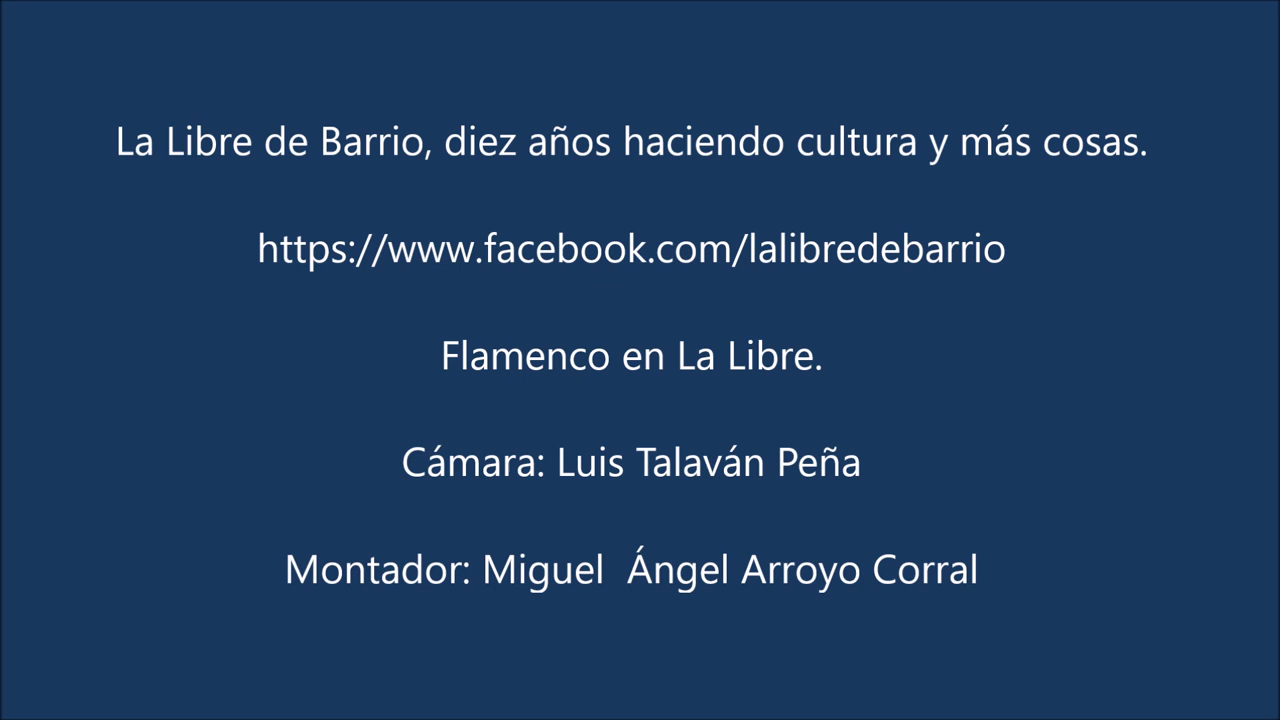 La Libre de Barrio, diez años haciendo cultura y más cosas.
https://www.facebook.com/lalibredebarrio
Flamenco en La Libre.
Cámara: Luis Talaván Peña
Montador: Miguel  Ángel Arroyo Corral